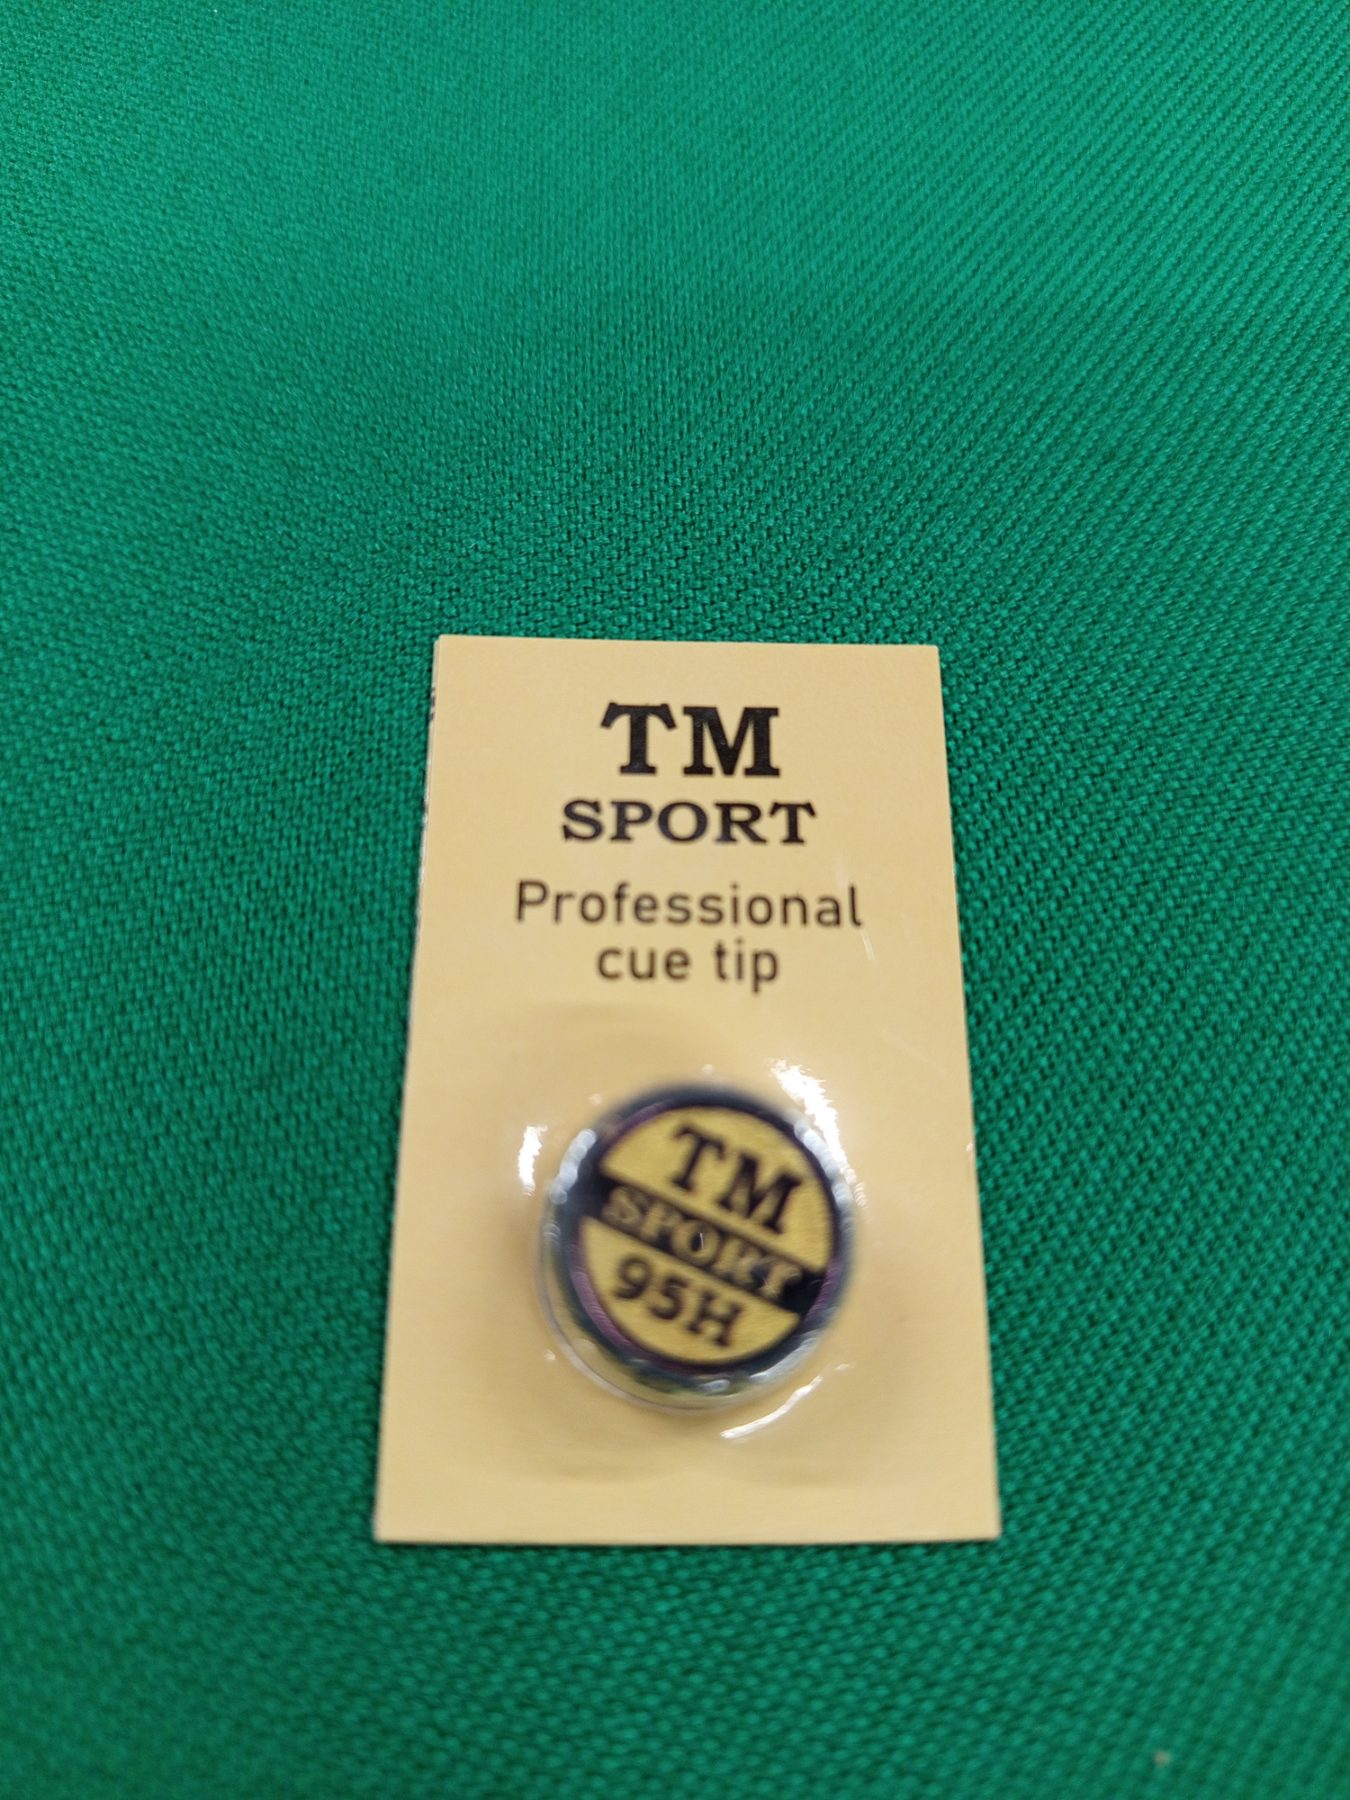 TM
SPORT
Professional
cue tip
TM
SPORT
95H